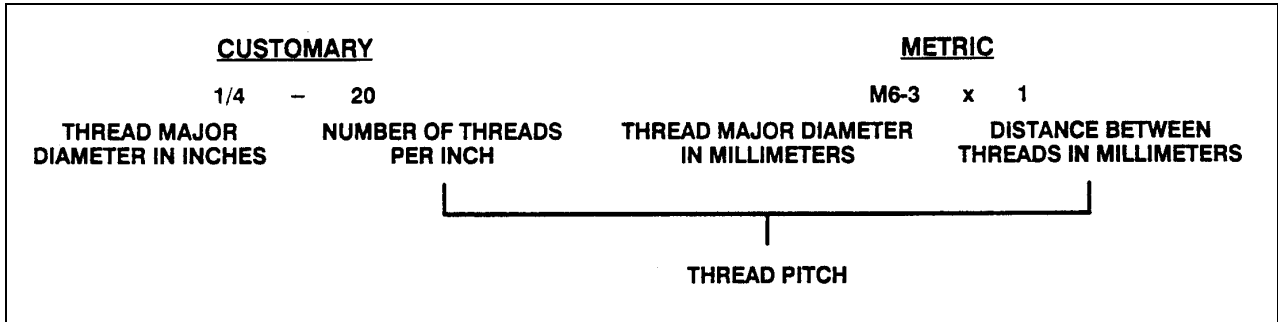 CUSTOMARY
1/4 – 20
THREAD MAJOR
DIAMETER IN INCHES
NUMBER OF THREADS
PER INCH
METRIC
M6-3 x 1
THREAD MAJOR DIAMETER
IN MILLIMETERS
DISTANCE BETWEEN
THREADS IN MILLIMETERS
THREAD PITCH